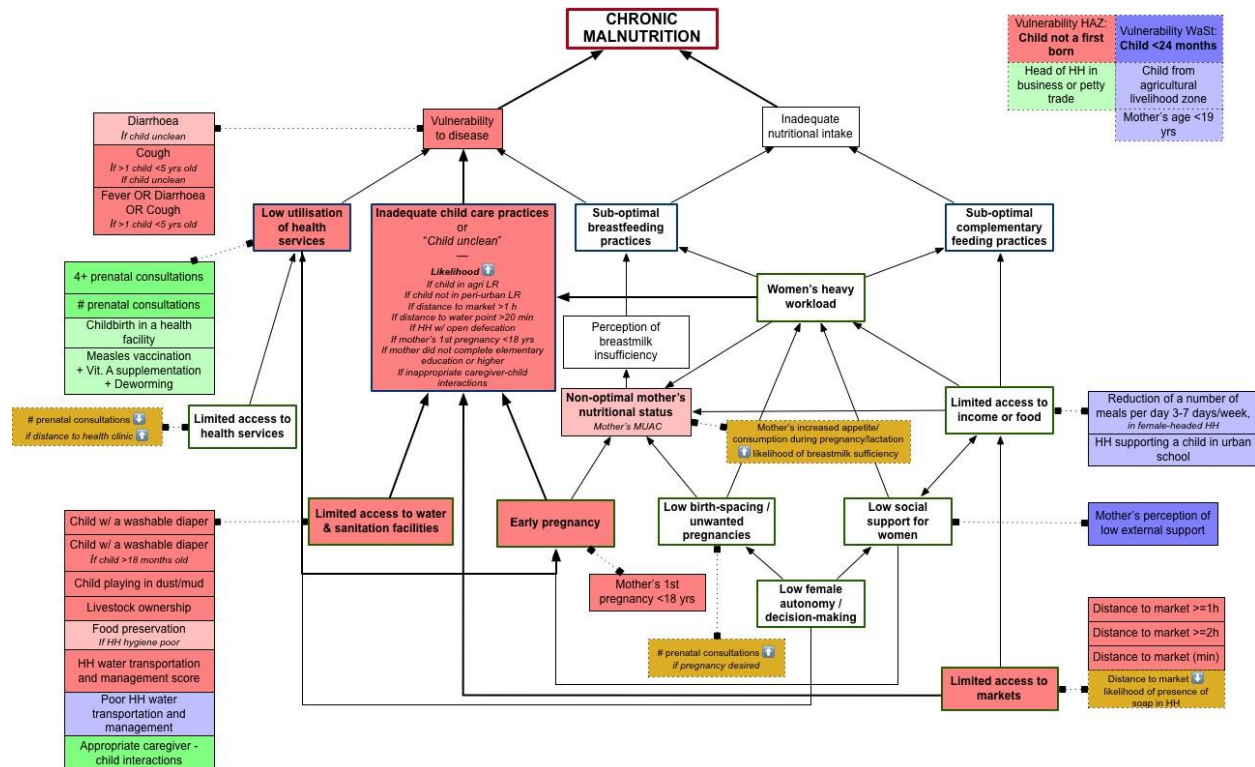 CHRONIC
MALNUTRITION
Vulnerability HAZ:
Child not a first
born
Vulnerability WaSt:
Child <24 months
Head of HH in
business or petty
trade
Child from
agricultural
livelihood zone
Mother's age <19
yrs
Diarrhoea
İf child unclean
Cough
İf >1 child <5 yrs old
If child unclean
Fever OR Diarrhoea
OR Cough
İf >1 child <5 yrs old
Vulnerability
to disease
Inadequate
nutritional intake
Low utilisation
of health
services
Inadequate child care practices
or
"Child unclean"
—
Likelihood ⬆
If child in agri LR
If child not in peri-urban LR
If distance to market >1 h
If distance to water point >20 min
If HH w/ open defecation
If mother's 1st pregnancy <18 yrs
If mother did not complete elementary
education or higher
If inappropriate caregiver-child
interactions
Sub-optimal
breastfeeding
practices
Sub-optimal
complementary
feeding practices
4+ prenatal consultations
# prenatal consultations
Childbirth in a health
facility
Measles vaccination
+ Vit. A supplementation
+ Deworming
Women's heavy
workload
Perception of
breastmilk
insufficiency
# prenatal consultations ⬇
if distance to health clinic ⬆
Limited access to
health services
Non-optimal mother's
nutritional status
Mother's MUAC
Mother's increased appetite/
consumption during pregnancy/lactation
⬆ likelihood of breastmilk sufficiency
Limited access to
income or food
Reduction of a number of
meals per day 3-7 days/week,
in female-headed HH
HH supporting a child in urban
school
Child w/ a washable diaper
Child w/ a washable diaper
İf child >18 months old
Child playing in dust/mud
Livestock ownership
Food preservation
If HH hygiene poor
HH water transportation
and management score
Poor HH water
transportation and
management
Appropriate caregiver -
child interactions
Limited access to water
& sanitation facilities
Early pregnancy
Low birth-spacing /
unwanted
pregnancies
Low social
support for
women
Mother's perception of
low external support
Mother's 1st
pregnancy <18 yrs
Low female
autonomy /
decision-making
# prenatal consultations ⬆
if pregnancy desired
Limited access to
markets
Distance to market >=1h
Distance to market >=2h
Distance to market (min)
Distance to market ⬇
likelihood of presence of
soap in HH